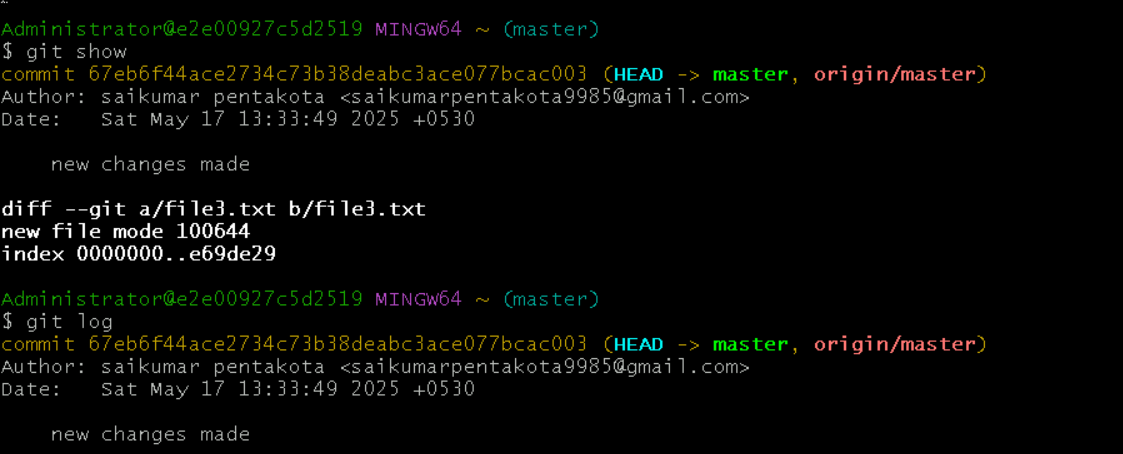 Administrator@e2e00927c5d2519 MINGW64 ~ (master)
$ git show
commit 67eb6f44ace2734c73b38deabc3ace077bcac003 (HEAD -> master, origin/master)
Author: saikumar pentakota <saikumarpentakota9985@gmail.com>
Date:   Sat May 17 13:33:49 2025 +0530
    new changes made
diff --git a/file3.txt b/file3.txt
new file mode 100644
index 0000000..e69de29
Administrator@e2e00927c5d2519 MINGW64 ~ (master)
$ git log
commit 67eb6f44ace2734c73b38deabc3ace077bcac003 (HEAD -> master, origin/master)
Author: saikumar pentakota <saikumarpentakota9985@gmail.com>
Date:   Sat May 17 13:33:49 2025 +0530
    new changes made